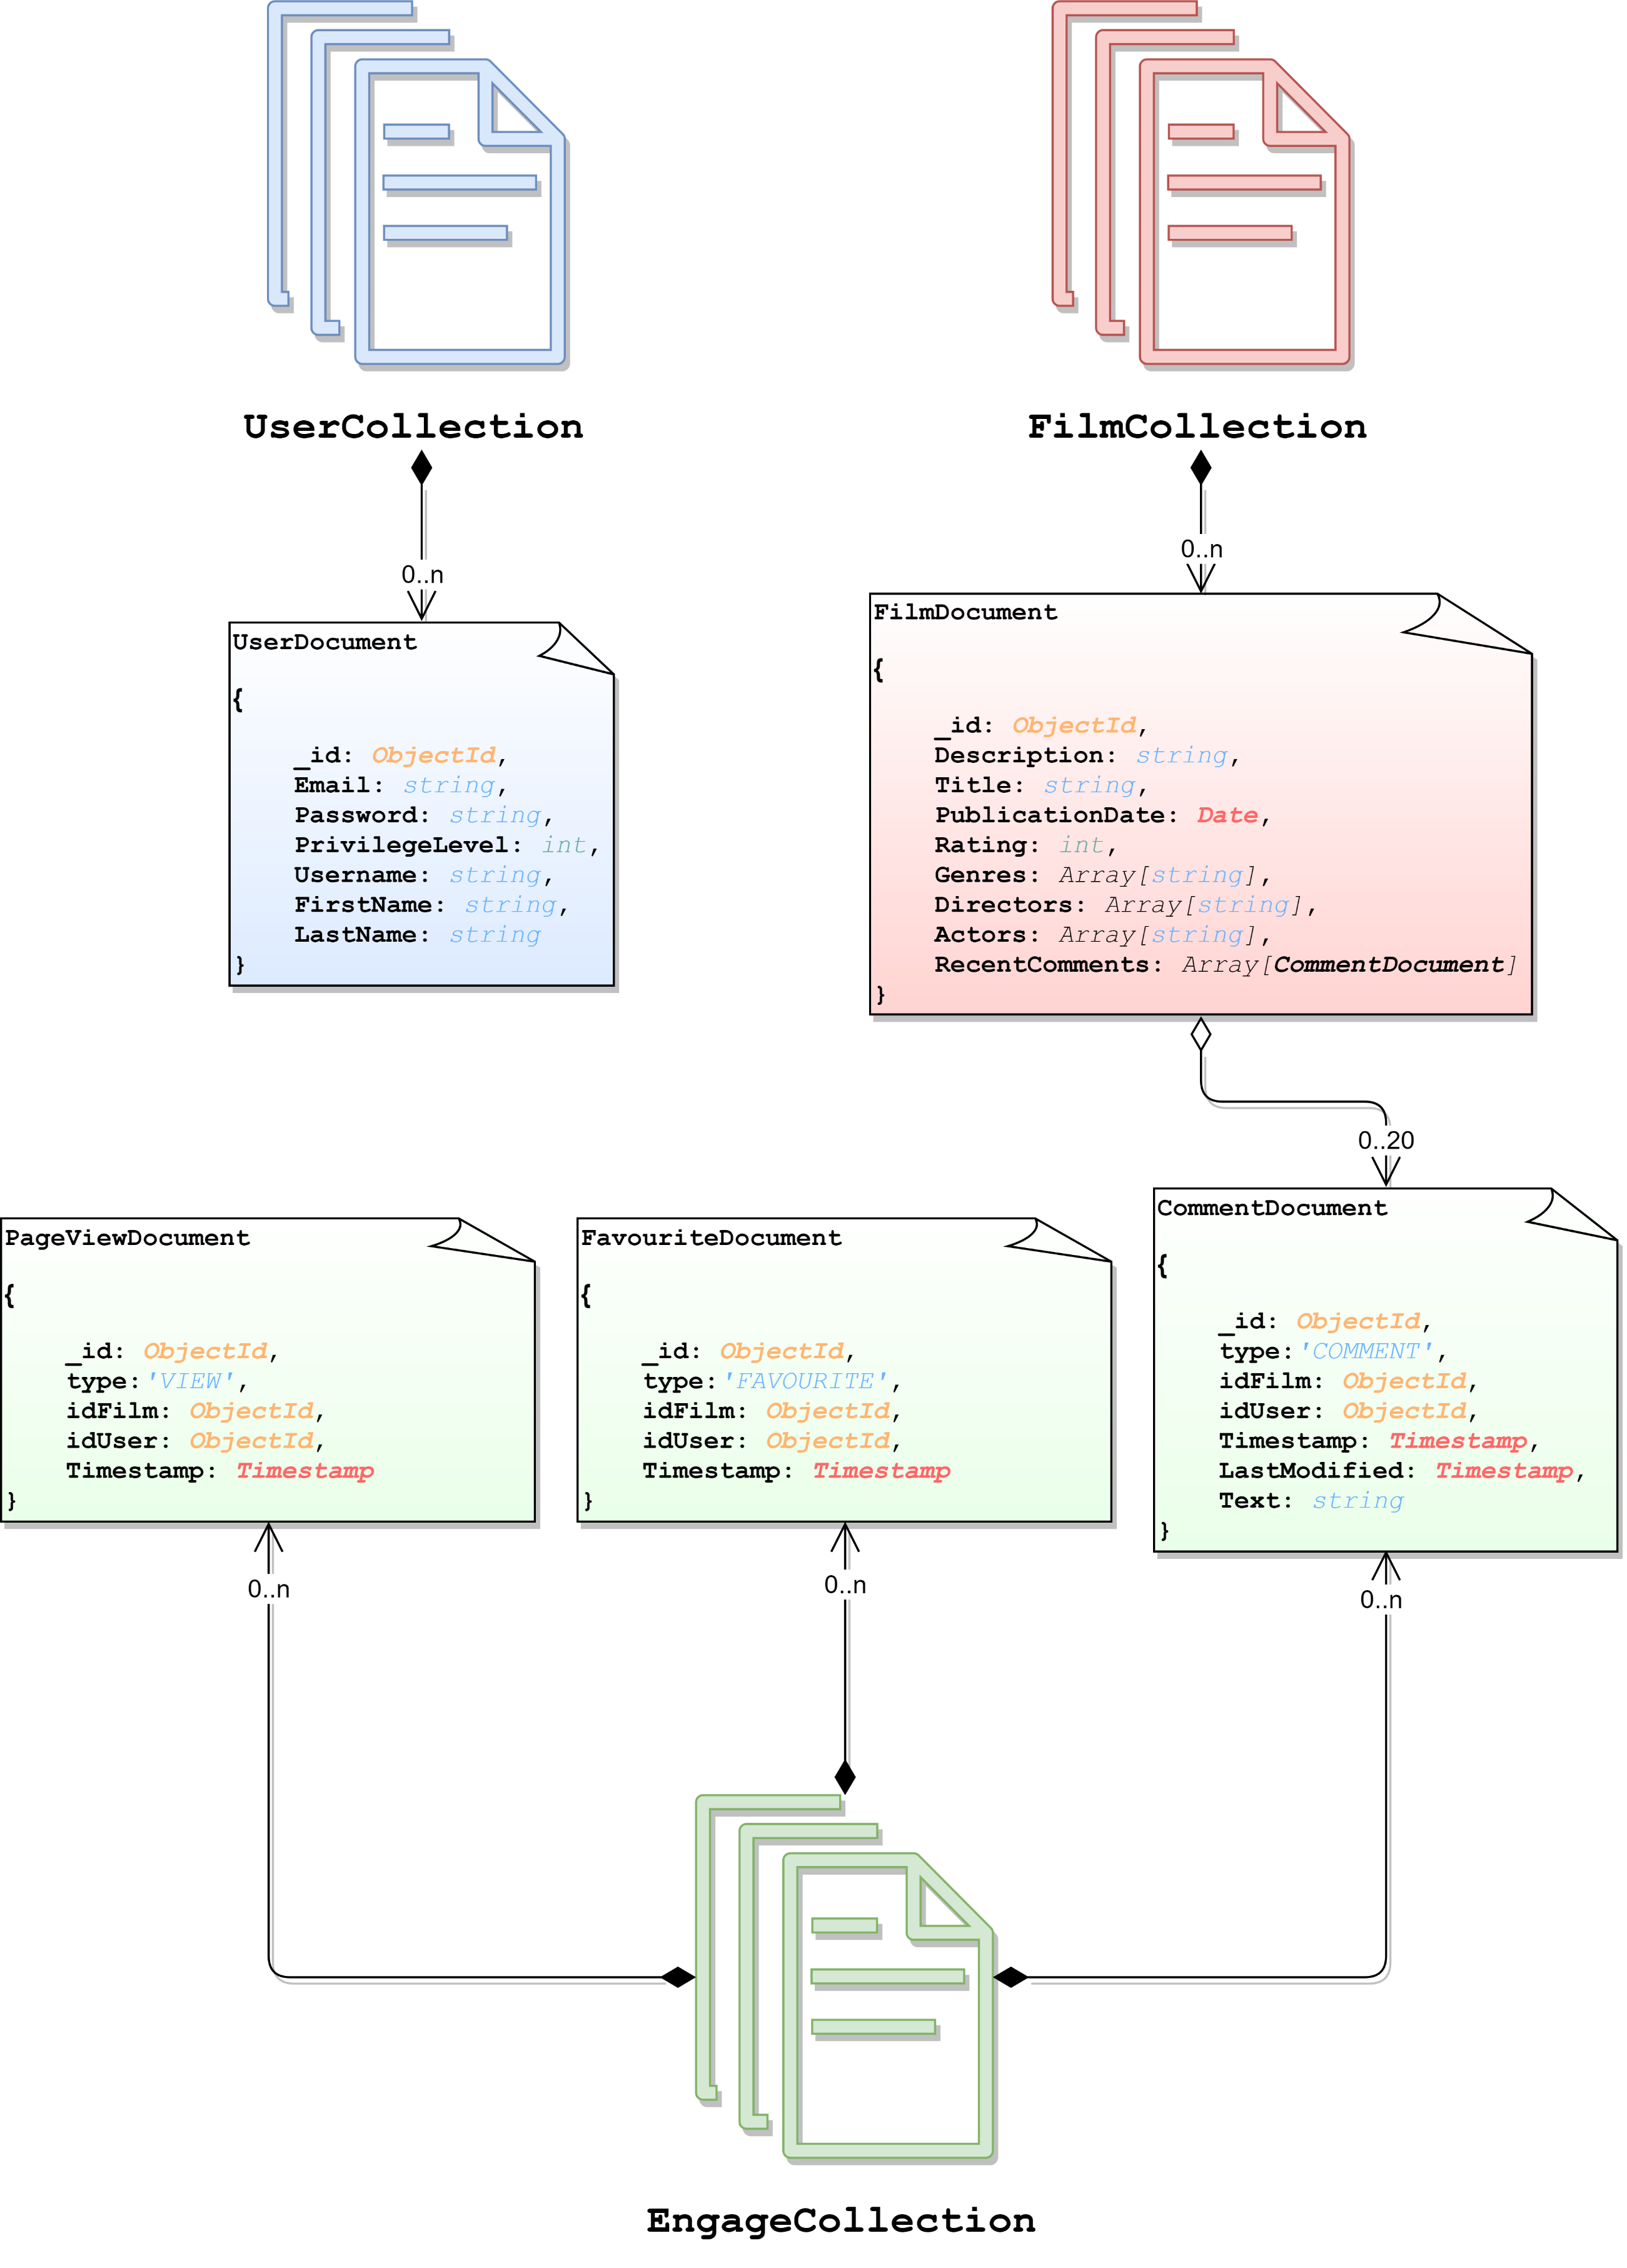 UserCollection
FilmCollection
0..n
0..n
UserDocument
{
_id: ObjectId,
Email: string,
Password: string,
PrivilegeLevel: int,
Username: string,
FirstName: string,
LastName: string
}
FilmDocument
{
_id: ObjectId,
Description: string,
Title: string,
PublicationDate: Date,
Rating: int,
Genres: Array[string],
Directors: Array[string],
Actors: Array[string],
RecentComments: Array[CommentDocument]
}
0..20
PageViewDocument
{
_id: ObjectId,
type:'VIEW',
idFilm: ObjectId,
idUser: ObjectId,
Timestamp: Timestamp
}
FavouriteDocument
{
_id: ObjectId,
type:'FAVOURITE',
idFilm: ObjectId,
idUser: ObjectId,
Timestamp: Timestamp
}
CommentDocument
{
_id: ObjectId,
type:'COMMENT',
idFilm: ObjectId,
idUser: ObjectId,
Timestamp: Timestamp,
LastModified: Timestamp,
Text: string
}
0..n
0..n
0..n
EngageCollection